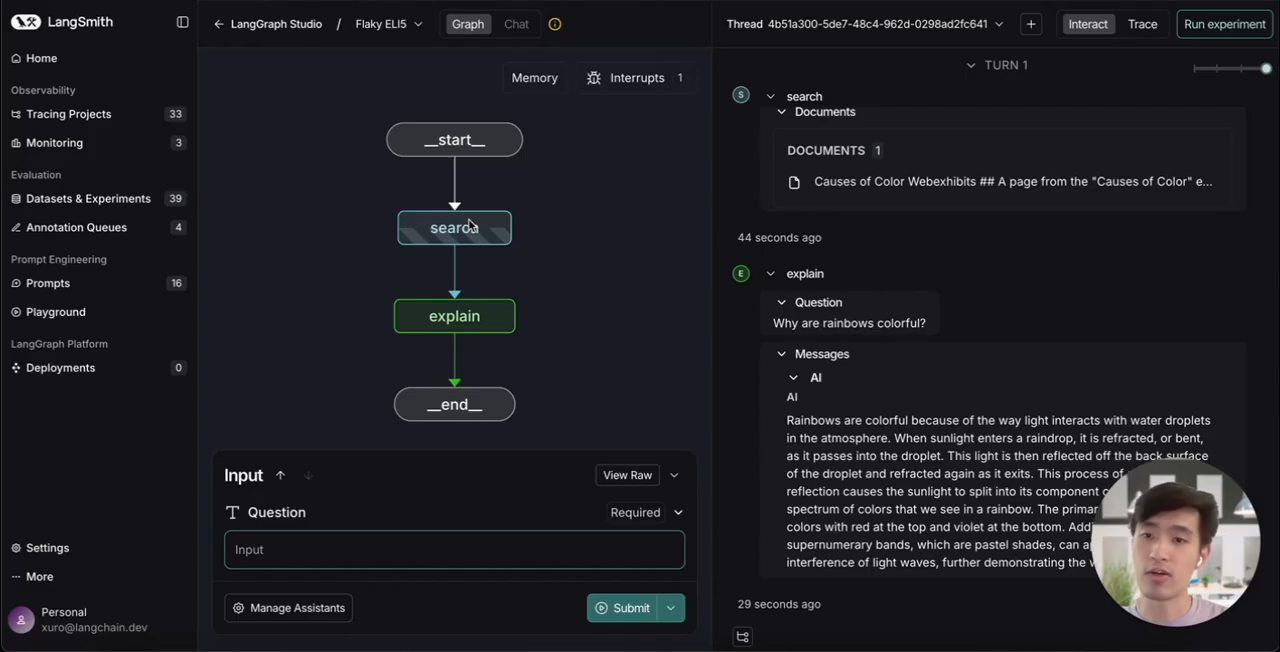 LangSmith
Home
Observability
Tracing Projects 33
Monitoring 3
Evaluation
Datasets & Experiments 39
Annotation Queues 4
Prompt Engineering
Prompts 16
Playground
LangGraph Platform
Deployments 0
Settings
More
Personal
xuro@langchain.dev
LangGraph Studio / Flaky ELI5
Graph Chat
Memory Interrupts 1
__start__
search
explain
__end__
Input View Raw
Question Required
Input
Manage Assistants Submit
Thread 4b51a300-5de7-48c4-962d-0298ad2fc641 + Interact Trace Run experiment
TURN 1
S search
Documents
DOCUMENTS 1
Causes of Color Webexhibits ## A page from the "Causes of Color" e...
44 seconds ago
E explain
Question
Why are rainbows colorful?
Messages
AI
AI
Rainbows are colorful because of the way light interacts with water droplets
in the atmosphere. When sunlight enters a raindrop, it is refracted, or bent,
as it passes into the droplet. This light is then reflected off the back surface
of the droplet and refracted again as it exits. This process of
reflection causes the sunlight to split into its component
spectrum of colors that we see in a rainbow. The primar
colors with red at the top and violet at the bottom. Addi
supernumerary bands, which are pastel shades, can
interference of light waves, further demonstrating the
29 seconds ago